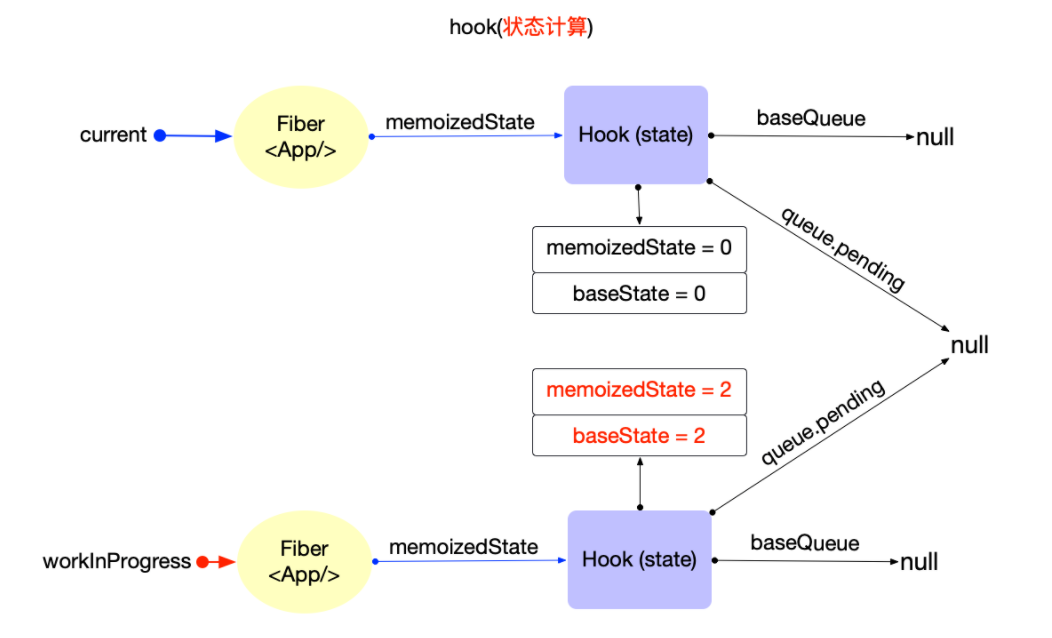 hook(状态计算)
current
Fiber
<App/>
memoizedState
Hook (state)
baseQueue
null
queue.pending
memoizedState = 0
baseState = 0
null
memoizedState = 2
baseState = 2
queue.pending
workInProgress
Fiber
<App/>
memoizedState
Hook (state)
baseQueue
null